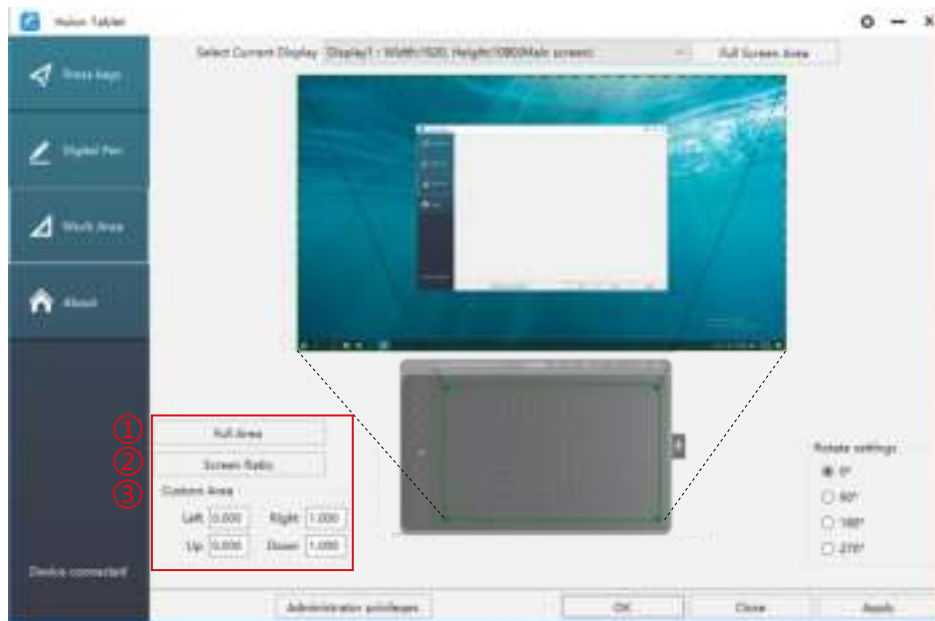 Huion Tablet
Select Current Display Display1 : Width:1920, Height:1080(Main screen) Full Screen Area
Press keys
Digital Pen
Work Area
About
① Full Area
② Screen Ratio
③ Custom Area
Left 0.000 Right 1.000
Up 0.000 Down 1.000
Rotate settings
0°
90°
180°
270°
Device connected!
Administrator privileges OK Close Apply